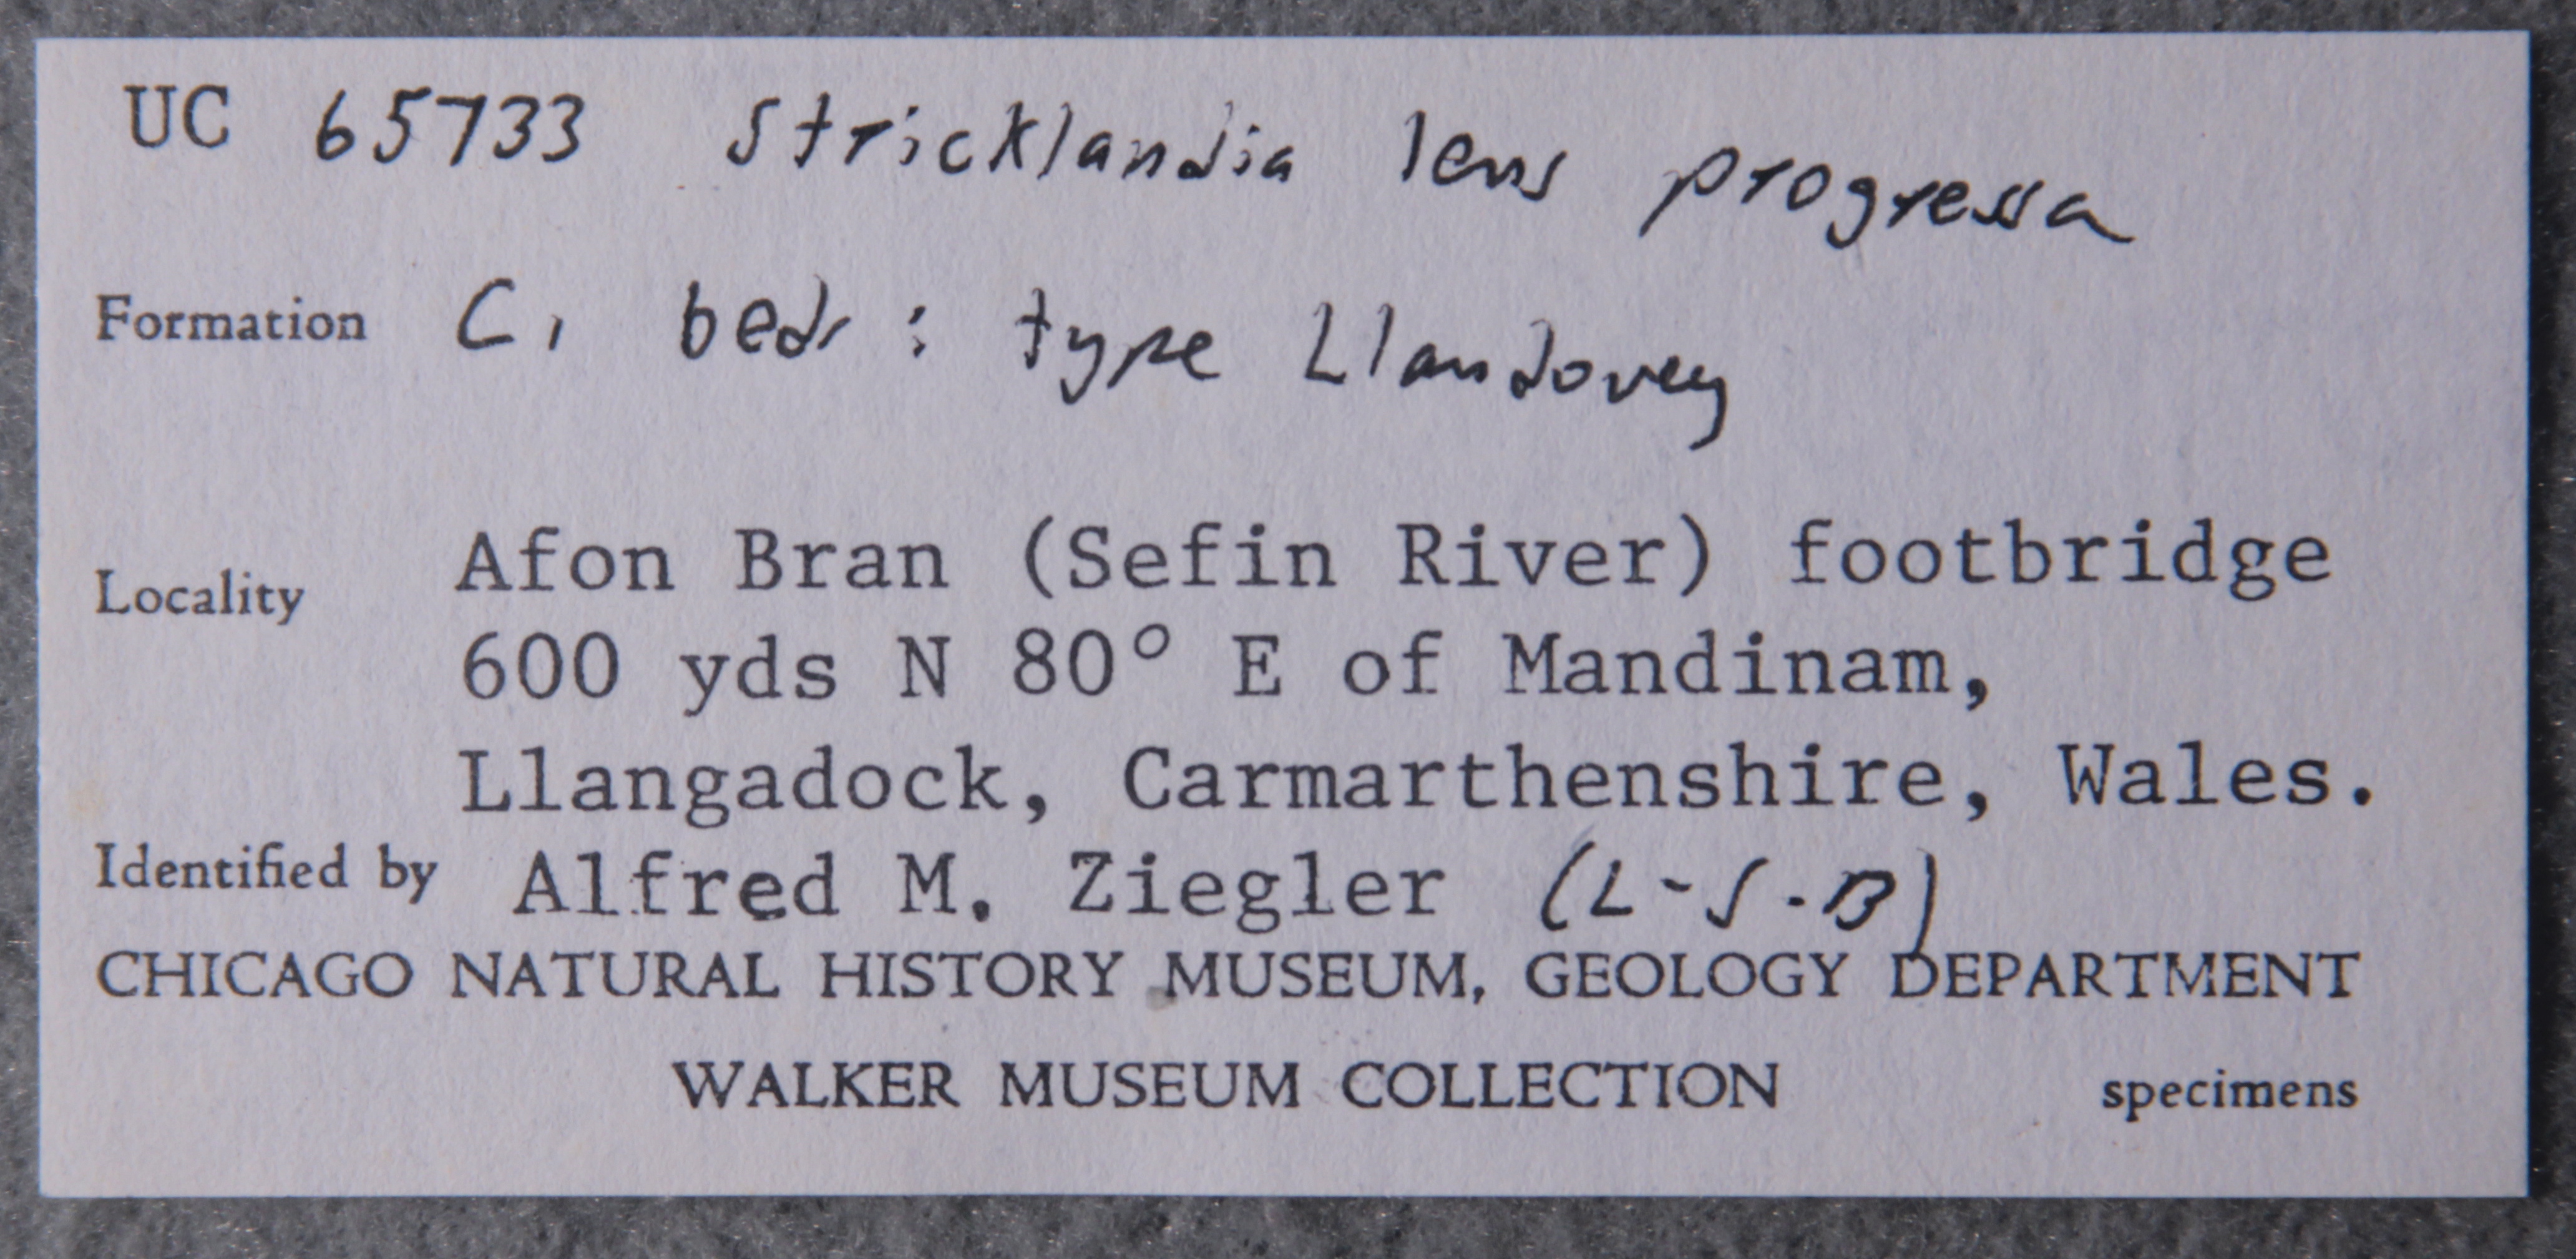 UC 65733 Stricklandia lens progressa
Formation C1 beds : type Llandovery
Locality Afon Bran (Sefin River) footbridge
600 yds N 80° E of Mandinam,
Llangadock, Carmarthenshire, Wales.
Identified by Alfred M. Ziegler (L-S-B)
CHICAGO NATURAL HISTORY MUSEUM, GEOLOGY DEPARTMENT
WALKER MUSEUM COLLECTION specimens